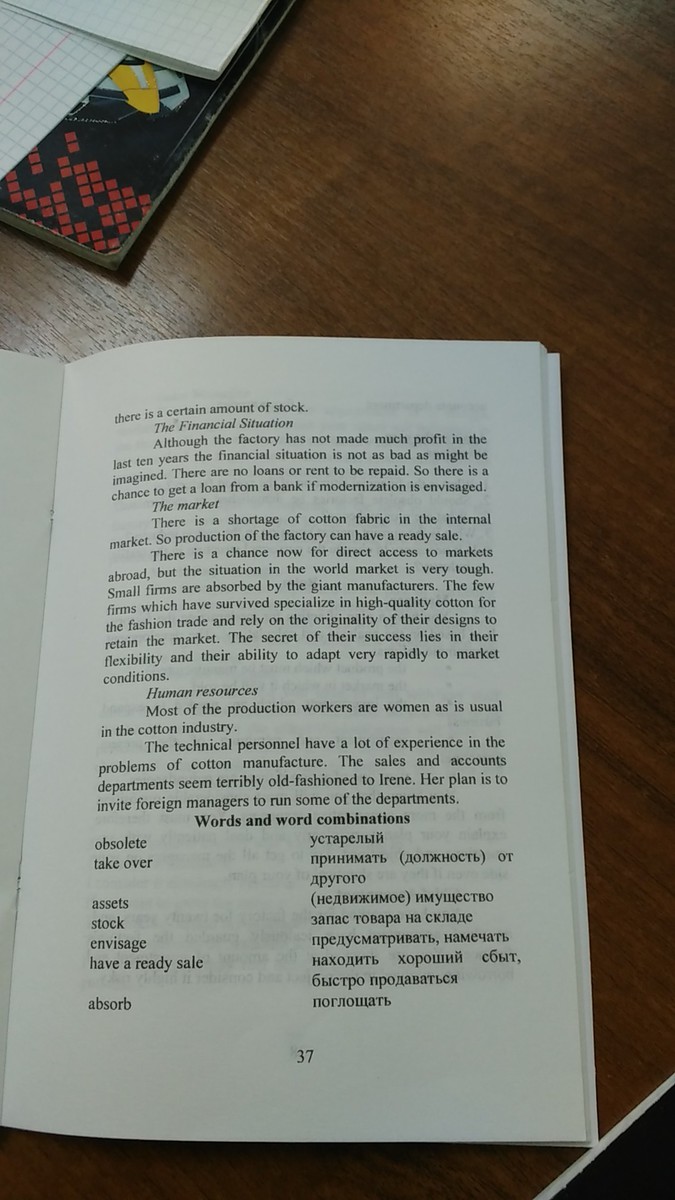 there is a certain amount of stock.
The Financial Situation
Although the factory has not made much profit in the
last ten years the financial situation is not as bad as might be
imagined. There are no loans or rent to be repaid. So there is a
chance to get a loan from a bank if modernization is envisaged.
The market
There is a shortage of cotton fabric in the internal
market. So production of the factory can have a ready sale.
There is a chance now for direct access to markets
abroad, but the situation in the world market is very tough.
Small firms are absorbed by the giant manufacturers. The few
firms which have survived specialize in high-quality cotton for
the fashion trade and rely on the originality of their designs to
retain the market. The secret of their success lies in their
flexibility and their ability to adapt very rapidly to market
conditions.
Human resources
Most of the production workers are women as is usual
in the cotton industry.
The technical personnel have a lot of experience in the
problems of cotton manufacture. The sales and accounts
departments seem terribly old-fashioned to Irene. Her plan is to
invite foreign managers to run some of the departments.
Words and word combinations
obsolete устарелый
take over принимать (должность) от
другого
assets (недвижимое) имущество
stock запас товара на складе
envisage предусматривать, намечать
have a ready sale находить хороший сбыт,
быстро продаваться
absorb поглощать
37